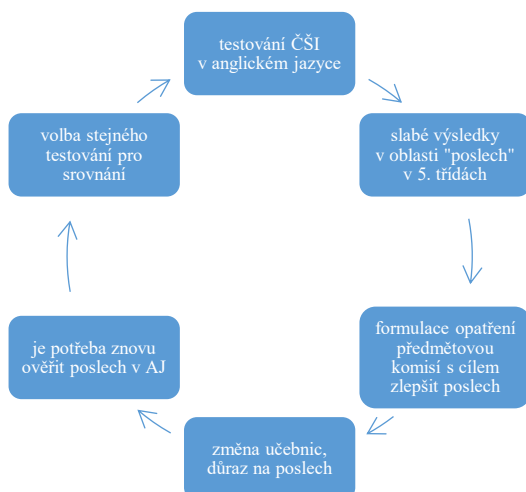 testování ČŠI
v anglickém jazyce
slabé výsledky
v oblasti "poslech"
v 5. třídách
formulace opatření
předmětovou
komisí s cílem
zlepšit poslech
změna učebnic,
důraz na poslech
je potřeba znovu
ověřit poslech v AJ
volba stejného
testování pro
srovnání